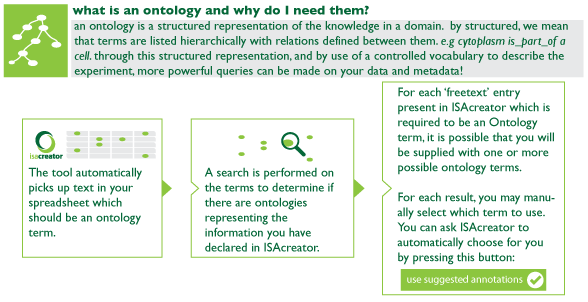 what is an ontology and why do I need them?
an ontology is a structured representation of the knowledge in a domain. by structured, we mean
that terms are listed hierarchically with relations defined between them. e.g cytoplasm is_part_of a
cell. through this structured representation, and by use of a controlled vocabulary to describe the
experiment, more powerful queries can be made on your data and metadata!
isacreator
The tool automatically
picks up text in your
spreadsheet which
should be an ontology
term.
A search is performed on
the terms to determine if
there are ontologies
representing the
information you have
declared in ISAcreator.
For each 'freetext' entry
present in ISAcreator which is
required to be an Ontology
term, it is possible that you will
be supplied with one or more
possible ontology terms.
For each result, you may manu-
ally select which term to use.
You can ask ISAcreator to
automatically choose for you
by pressing this button:
use suggested annotations